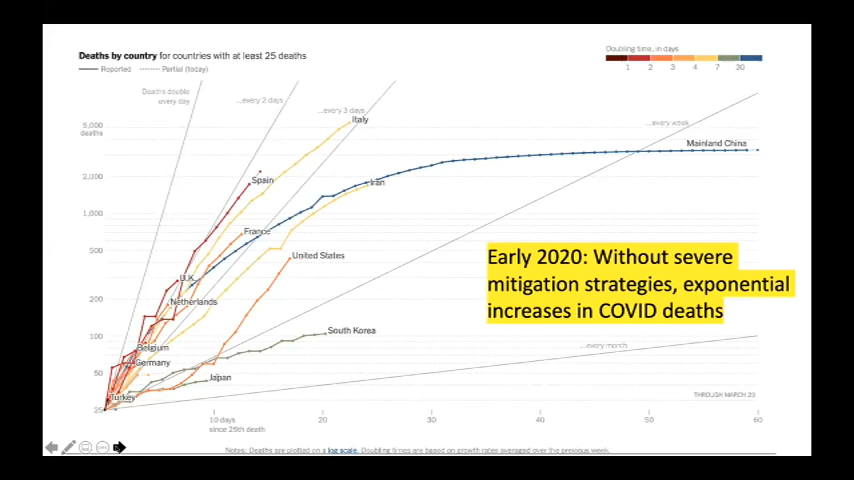 Deaths by country for countries with at least 25 deaths
Reported Partial (today)
Doubling time, in days
1 2 3 4 7 30
Deaths double
every day
...every 2 days
...every 3 days
Italy
...every week
5,000
deaths
Mainland China
2,000
Spain
Iran
1,000
France
500
United States
U.K.
200
Netherlands
100
South Korea
Belgium
...every month
50
Germany
Japan
Turkey
25
THROUGH MARCH 23
10 days
since 25th death
20
30
40
50
60
Early 2020: Without severe
mitigation strategies, exponential
increases in COVID deaths
Notes: Deaths are plotted on a log scale. Doubling times are based on growth rates averaged over the previous week.